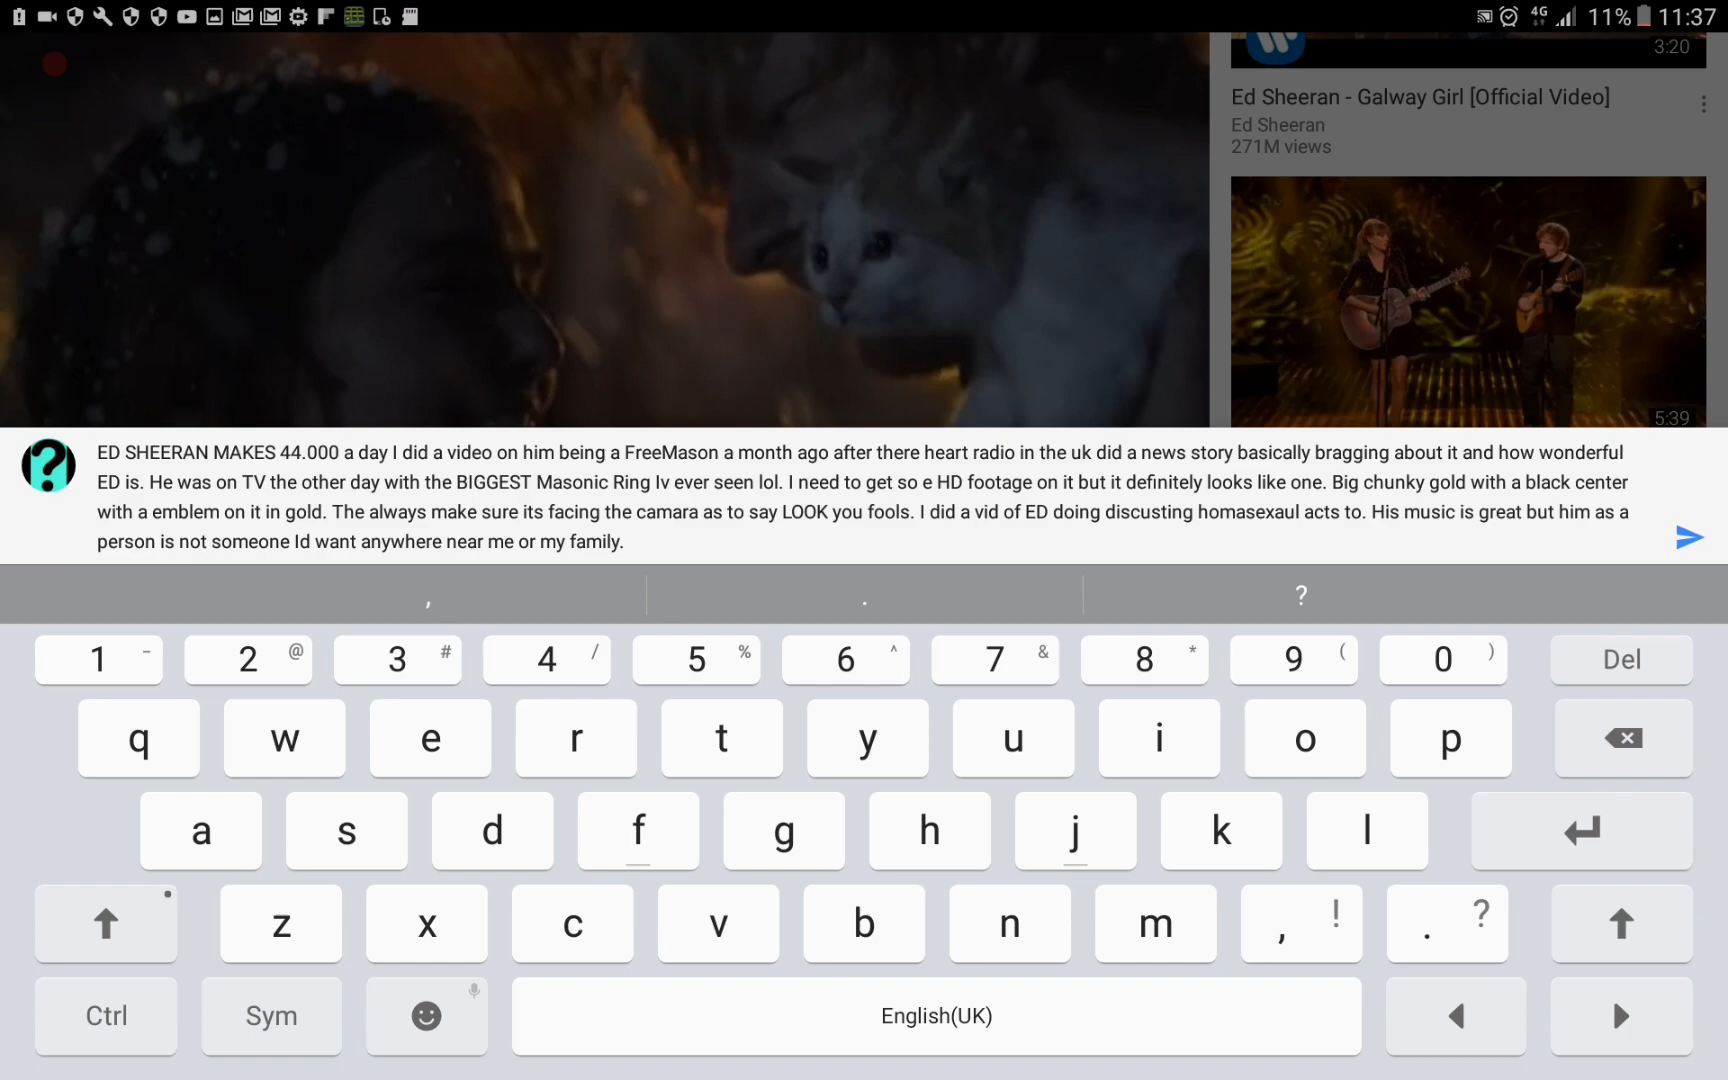 4G 11% 11:37
3:20
Ed Sheeran - Galway Girl [Official Video]
Ed Sheeran
271M views
5:39
ED SHEERAN MAKES 44.000 a day I did a video on him being a FreeMason a month ago after there heart radio in the uk did a news story basically bragging about it and how wonderful
ED is. He was on TV the other day with the BIGGEST Masonic Ring Iv ever seen lol. I need to get so e HD footage on it but it definitely looks like one. Big chunky gold with a black center
with a emblem on it in gold. The always make sure its facing the camara as to say LOOK you fools. I did a vid of ED doing discusting homasexaul acts to. His music is great but him as a
person is not someone Id want anywhere near me or my family.
, . ?
1 - 2 @ 3 # 4 / 5 % 6 ^ 7 & 8 * 9 ( 0 ) Del
q w e r t y u i o p
a s d f g h j k l
z x c v b n m , ! . ?
Ctrl Sym English(UK)